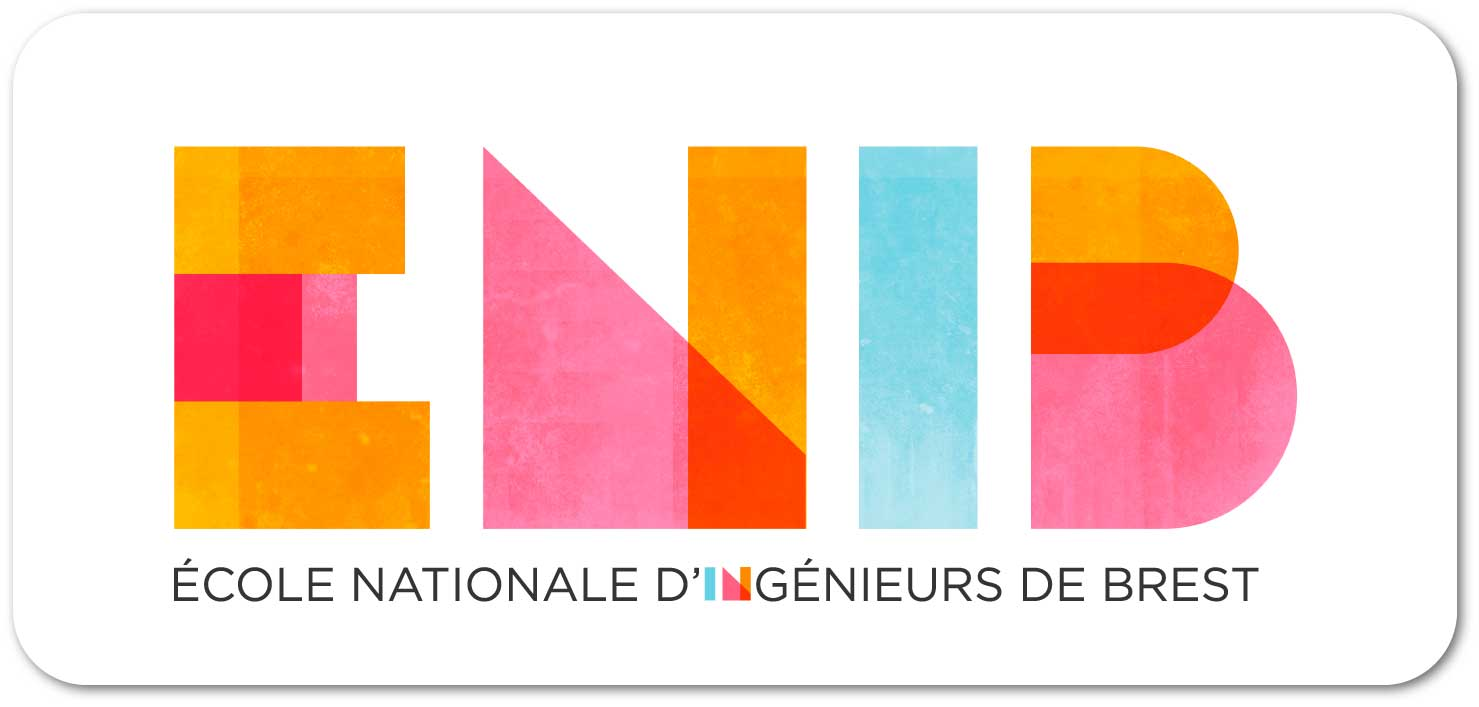 ENIB
ÉCOLE NATIONALE D’INGÉNIEURS DE BREST